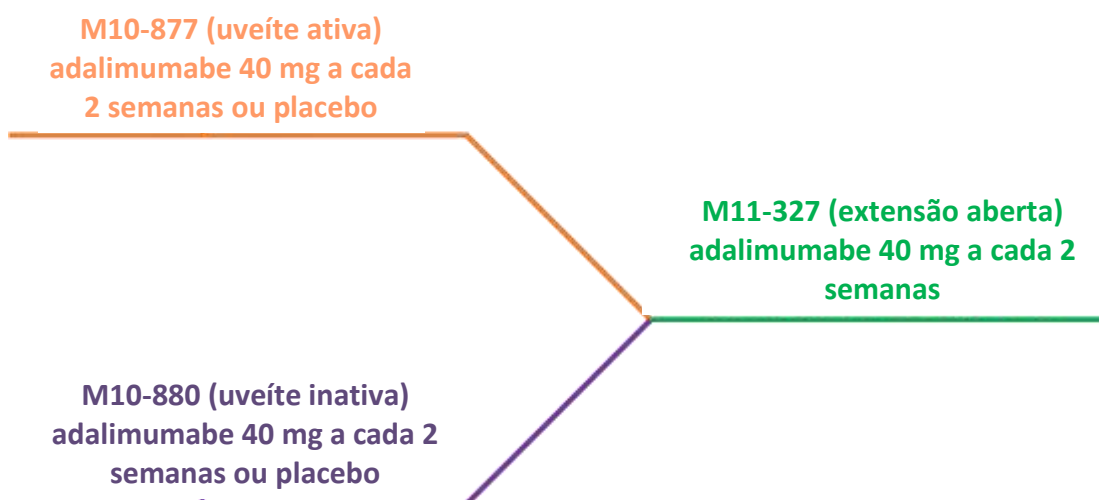 M10-877 (uveíte ativa)
adalimumabe 40 mg a cada
2 semanas ou placebo
M11-327 (extensão aberta)
adalimumabe 40 mg a cada 2
semanas
M10-880 (uveíte inativa)
adalimumabe 40 mg a cada 2
semanas ou placebo